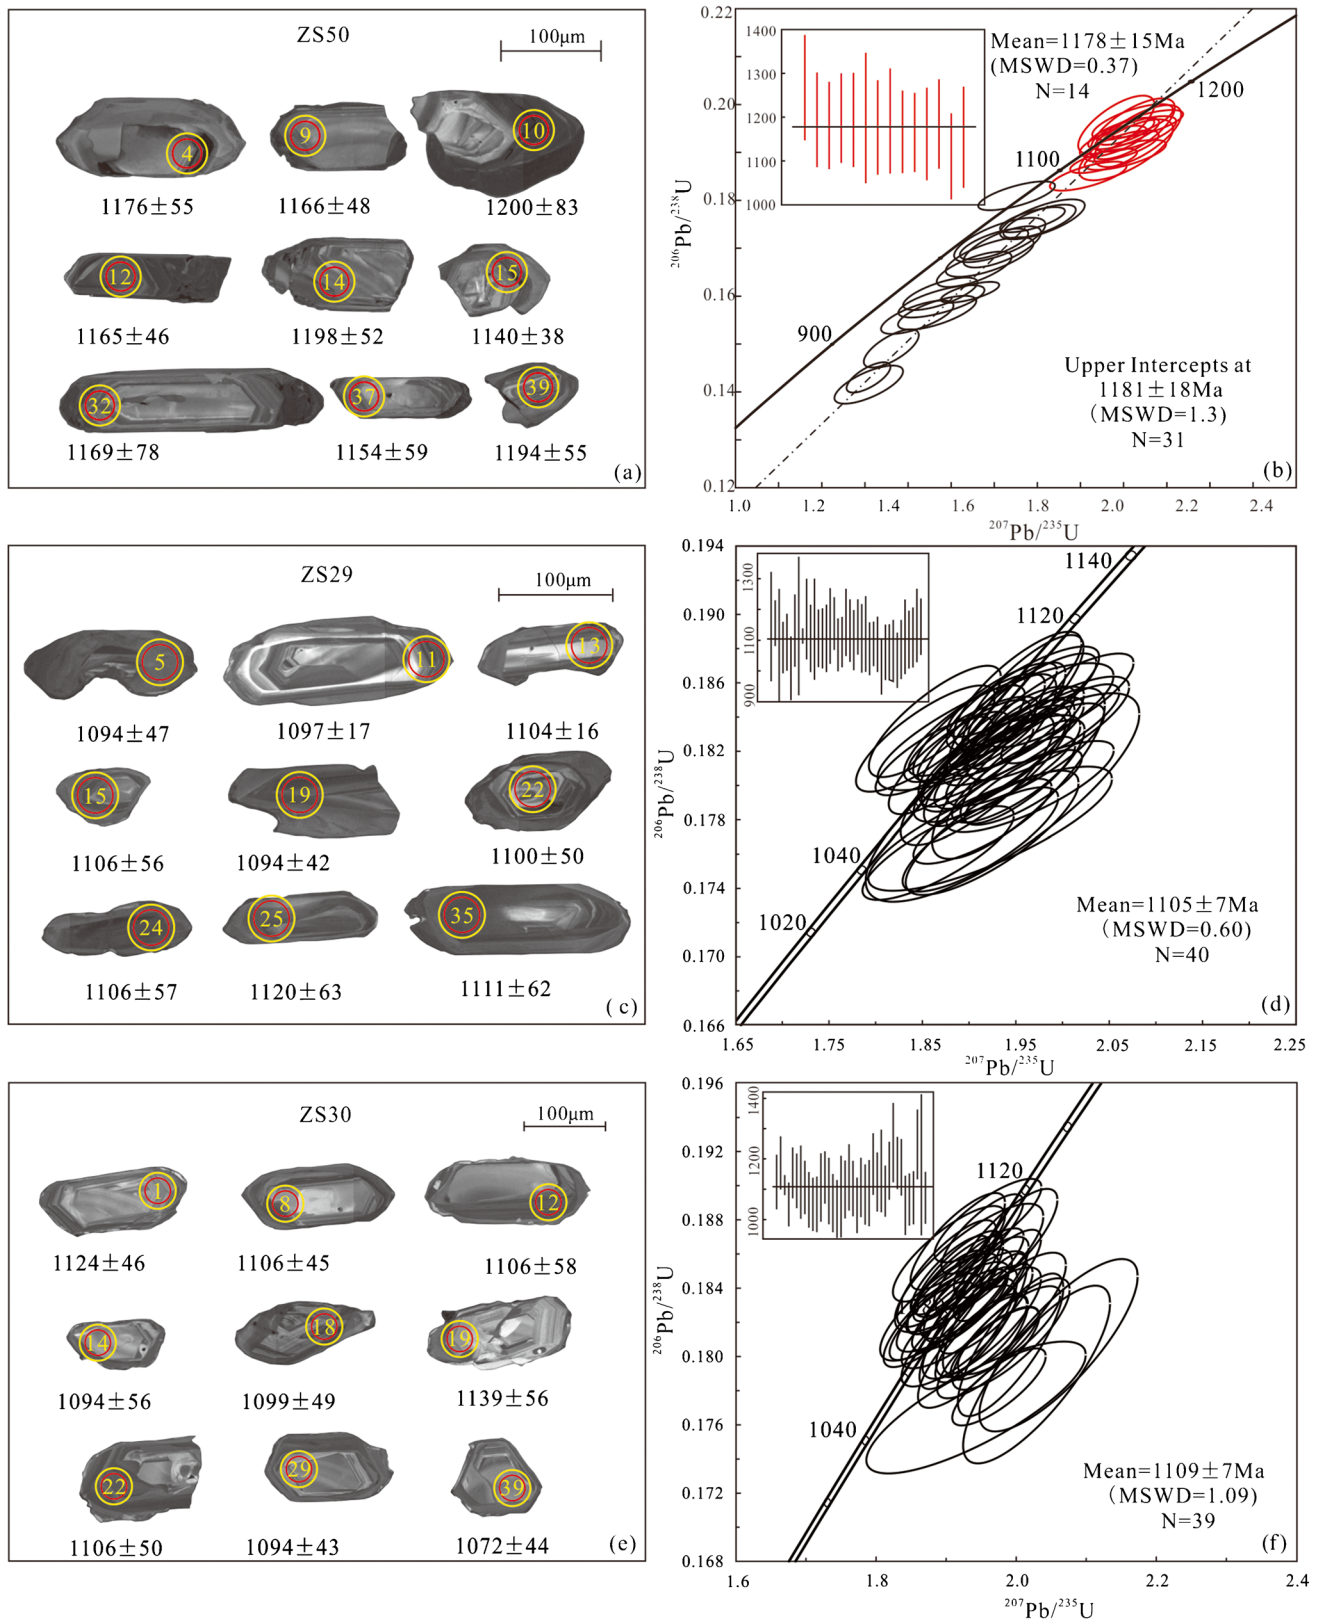 ZS50
100μm
4
9
10
1176±55
1166±48
1200±83
12
14
15
1165±46
1198±52
1140±38
32
37
39
1169±78
1154±59
1194±55
(a)
0.22
0.20
0.18
0.16
0.14
0.12
1400
1300
1200
1100
1000
Mean=1178±15Ma
(MSWD=0.37)
N=14
1200
1100
900
206Pb/238U
Upper Intercepts at
1181±18Ma
(MSWD=1.3)
N=31
(b)
1.0 1.2 1.4 1.6 1.8 2.0 2.2 2.4
207Pb/235U
ZS29
100μm
5
11
13
1094±47
1097±17
1104±16
15
19
22
1106±56
1094±42
1100±50
24
25
35
1106±57
1120±63
1111±62
(c)
0.194
0.190
0.186
0.182
0.178
0.174
0.170
0.166
1300
1100
900
1140
1120
1040
1020
206Pb/238U
Mean=1105±7Ma
(MSWD=0.60)
N=40
(d)
1.65 1.75 1.85 1.95 2.05 2.15 2.25
207Pb/235U
ZS30
100μm
1
8
12
1124±46
1106±45
1106±58
14
18
19
1094±56
1099±49
1139±56
22
29
39
1106±50
1094±43
1072±44
(e)
0.196
0.192
0.188
0.184
0.180
0.176
0.172
0.168
1400
1200
1000
1120
1040
206Pb/238U
Mean=1109±7Ma
(MSWD=1.09)
N=39
(f)
1.6 1.8 2.0 2.2 2.4
207Pb/235U